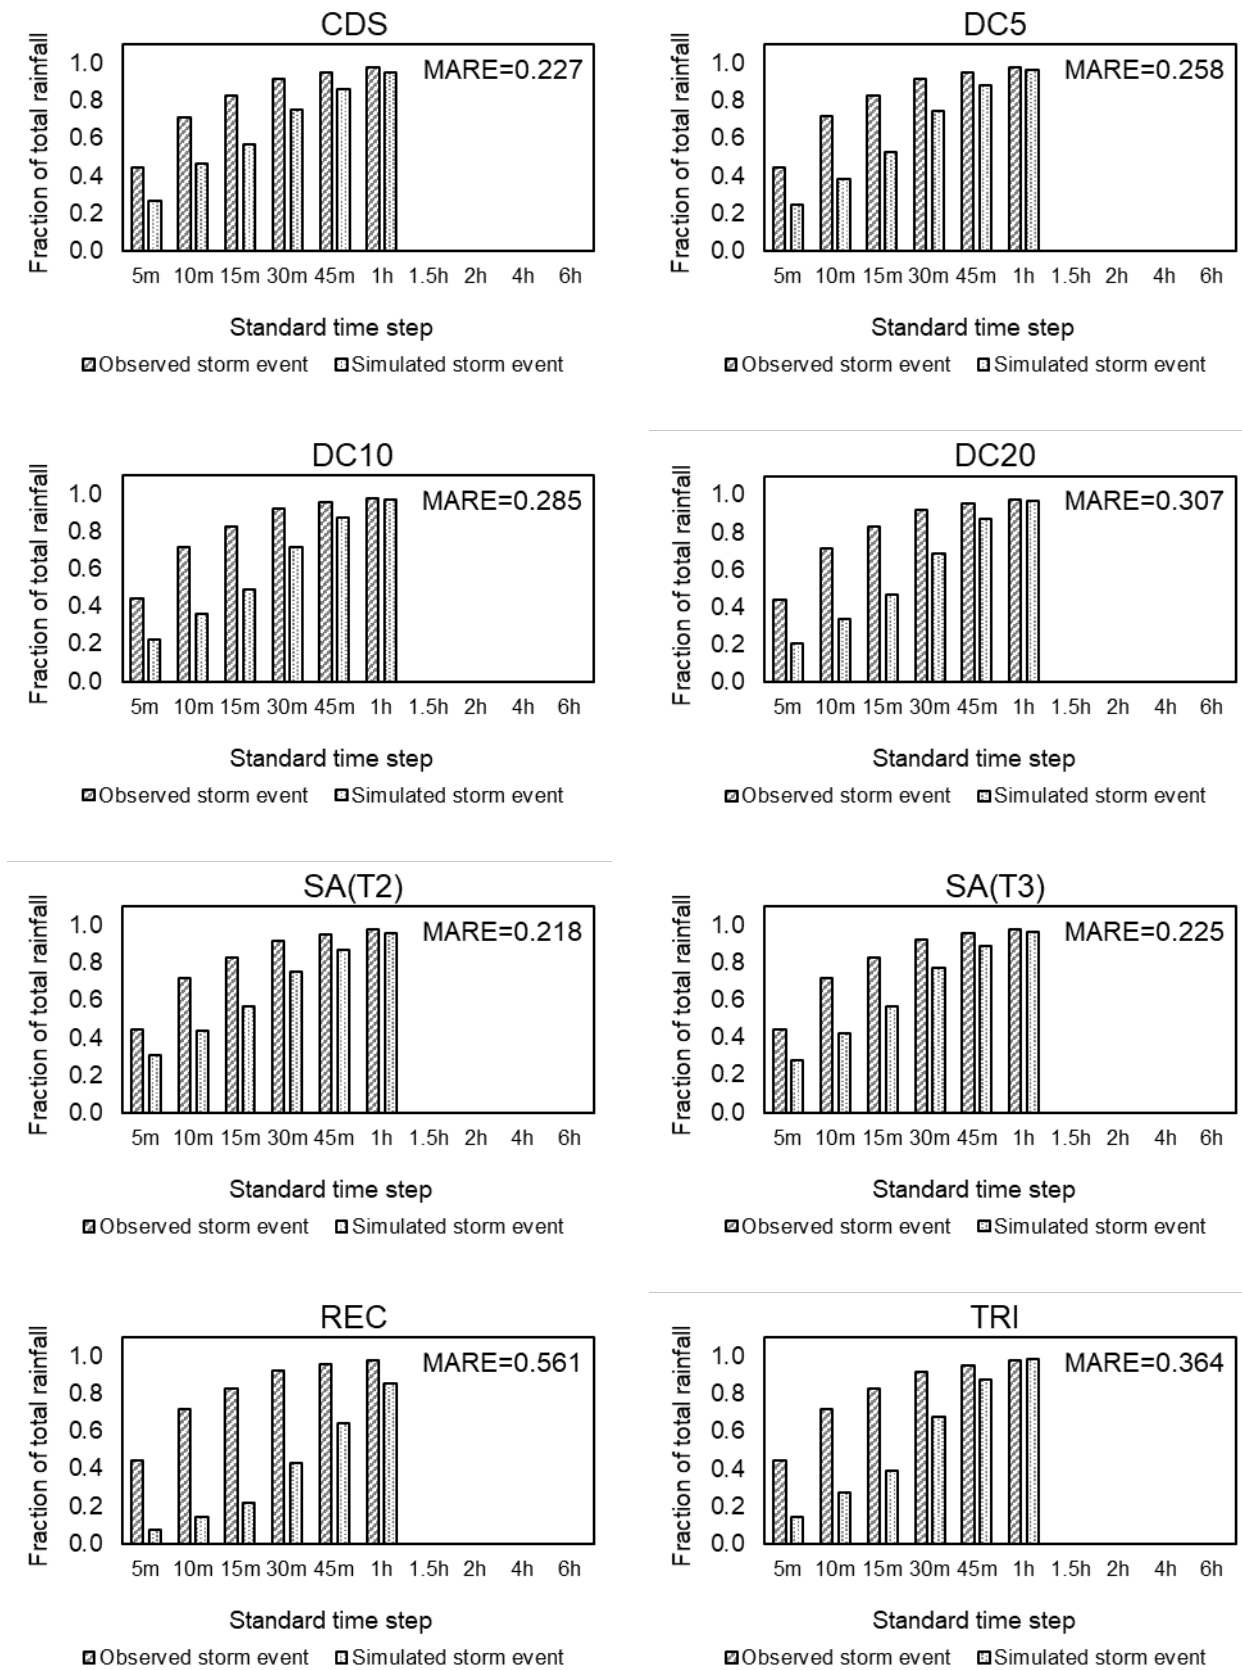 CDS
MARE=0.227
Fraction of total rainfall
1.0
0.8
0.6
0.4
0.2
0.0
5m 10m 15m 30m 45m 1h 1.5h 2h 4h 6h
Standard time step
Observed storm event Simulated storm event
DC5
MARE=0.258
Fraction of total rainfall
1.0
0.8
0.6
0.4
0.2
0.0
5m 10m 15m 30m 45m 1h 1.5h 2h 4h 6h
Standard time step
Observed storm event Simulated storm event
DC10
MARE=0.285
Fraction of total rainfall
1.0
0.8
0.6
0.4
0.2
0.0
5m 10m 15m 30m 45m 1h 1.5h 2h 4h 6h
Standard time step
Observed storm event Simulated storm event
DC20
MARE=0.307
Fraction of total rainfall
1.0
0.8
0.6
0.4
0.2
0.0
5m 10m 15m 30m 45m 1h 1.5h 2h 4h 6h
Standard time step
Observed storm event Simulated storm event
SA(T2)
MARE=0.218
Fraction of total rainfall
1.0
0.8
0.6
0.4
0.2
0.0
5m 10m 15m 30m 45m 1h 1.5h 2h 4h 6h
Standard time step
Observed storm event Simulated storm event
SA(T3)
MARE=0.225
Fraction of total rainfall
1.0
0.8
0.6
0.4
0.2
0.0
5m 10m 15m 30m 45m 1h 1.5h 2h 4h 6h
Standard time step
Observed storm event Simulated storm event
REC
MARE=0.561
Fraction of total rainfall
1.0
0.8
0.6
0.4
0.2
0.0
5m 10m 15m 30m 45m 1h 1.5h 2h 4h 6h
Standard time step
Observed storm event Simulated storm event
TRI
MARE=0.364
Fraction of total rainfall
1.0
0.8
0.6
0.4
0.2
0.0
5m 10m 15m 30m 45m 1h 1.5h 2h 4h 6h
Standard time step
Observed storm event Simulated storm event